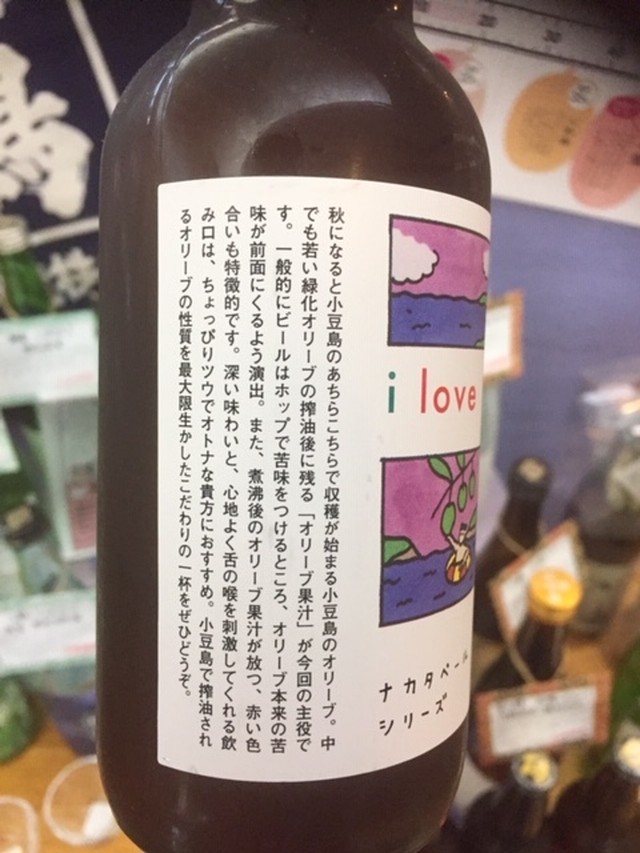 秋になると小豆島のあちらこちらで収穫が始まる小豆島のオリーブ。中
でも若い緑化オリーブの搾油後に残る「オリーブ果汁」が今回の主役で
す。一般的にビールはホップで苦味をつけるところ、オリーブ本来の苦
味が前面にくるよう演出。また、煮沸後のオリーブ果汁が放つ、赤い色
合いも特徴的です。深い味わいと、心地よく舌の喉を刺激してくれる飲
み口は、ちょっぴりツウでオトナな貴方におすすめ。小豆島で搾油され
るオリーブの性質を最大限生かしたこだわりの一杯をぜひどうぞ。
i love
ナカタベール
シリーズ
島